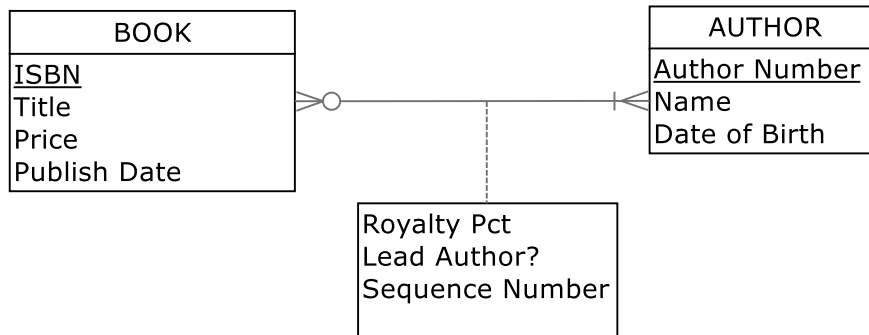 BOOK
ISBN
Title
Price
Publish Date
AUTHOR
Author Number
Name
Date of Birth
Royalty Pct
Lead Author?
Sequence Number